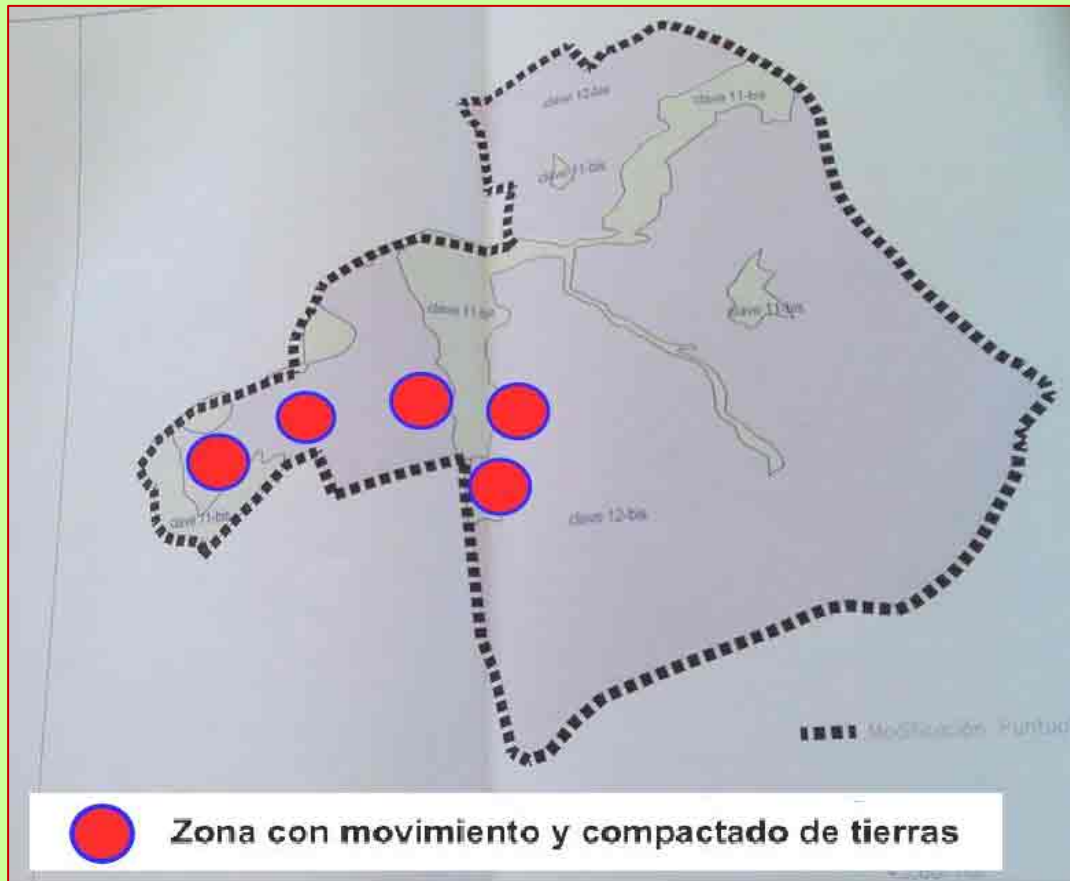 clave 12-bis
clave 11-bis
clave 11-bis
clave 11-bis
clave 11-bis
clave 11-bis
clave 12-bis
Modificación Puntual
Zona con movimiento y compactado de tierras